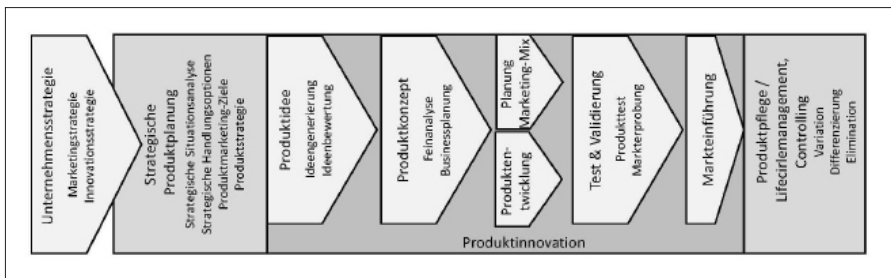 Unternehmensstrategie
Marketingstrategie
Innovationsstrategie
Strategische
Produktplanung
Strategische Situationsanalyse
Strategische Handlungsoptionen
Produktmarketing-Ziele
Produktstrategie
Produktidee
Ideengenerierung
Ideenbewertung
Produktkonzept
Feinanalyse
Businessplanung
Planung
Marketing-Mix
Produkten-
twicklung
Test & Validierung
Produkttest
Markterprobung
Markteinführung
Produktinnovation
Produktpflege /
Lifecirlemanagement,
Controlling
Variation
Differenzierung
Elimination